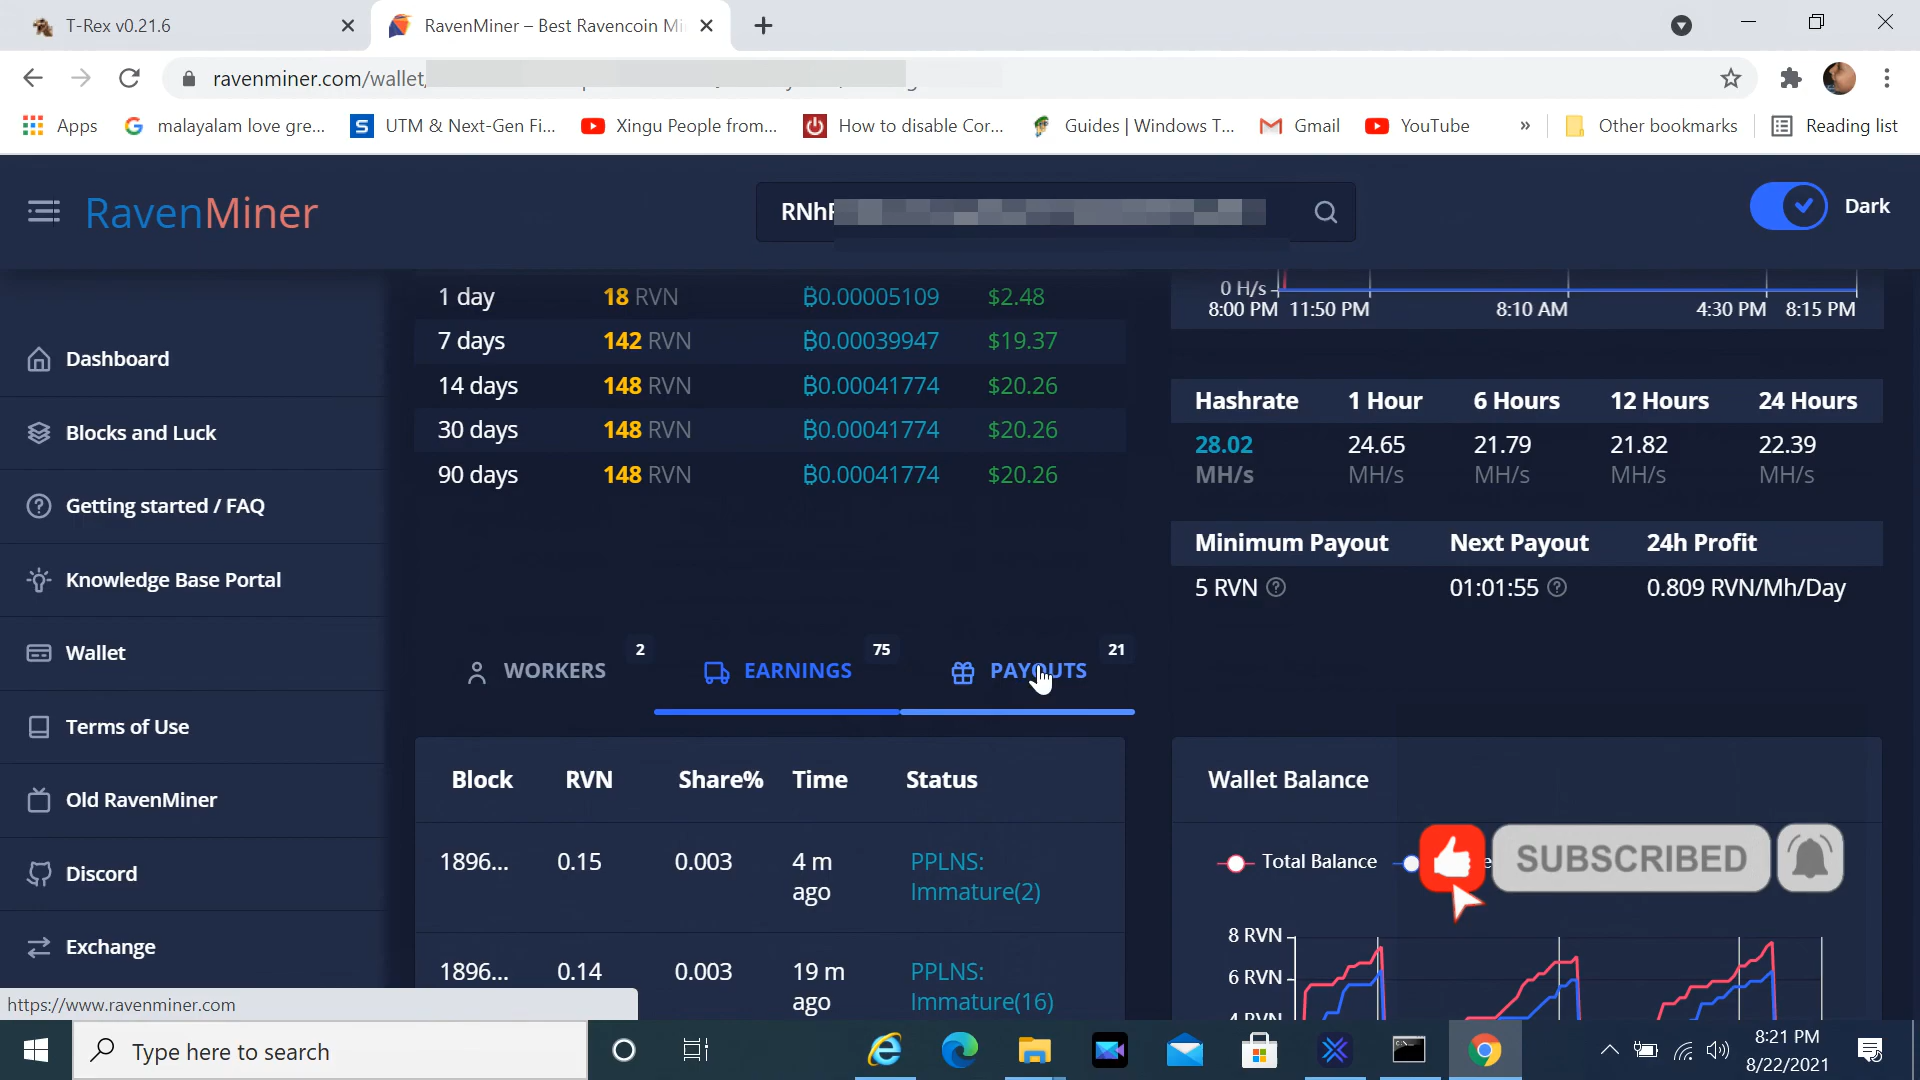 T-Rex v0.21.6
RavenMiner – Best Ravencoin Mi
ravenminer.com/wallet/
Apps
malayalam love gre...
UTM & Next-Gen Fi...
Xingu People from...
How to disable Cor...
Guides | Windows T...
Gmail
YouTube
»
Other bookmarks
Reading list
RavenMiner
RNhF
Dark
Dashboard
Blocks and Luck
Getting started / FAQ
Knowledge Base Portal
Wallet
Terms of Use
Old RavenMiner
Discord
Exchange
https://www.ravenminer.com
1 day 18 RVN ₿0.00005109 $2.48
7 days 142 RVN ₿0.00039947 $19.37
14 days 148 RVN ₿0.00041774 $20.26
30 days 148 RVN ₿0.00041774 $20.26
90 days 148 RVN ₿0.00041774 $20.26
0 H/s
8:00 PM 11:50 PM 8:10 AM 4:30 PM 8:15 PM
Hashrate 1 Hour 6 Hours 12 Hours 24 Hours
28.02 24.65 21.79 21.82 22.39
MH/s MH/s MH/s MH/s MH/s
Minimum Payout Next Payout 24h Profit
5 RVN 01:01:55 0.809 RVN/Mh/Day
WORKERS 2
EARNINGS 75
PAYOUTS 21
Block RVN Share% Time Status
1896... 0.15 0.003 4 m ago PPLNS:
Immature(2)
1896... 0.14 0.003 19 m ago PPLNS:
Immature(16)
Wallet Balance
Total Balance
SUBSCRIBED
8 RVN
6 RVN
4 RVN
Type here to search
8:21 PM
8/22/2021